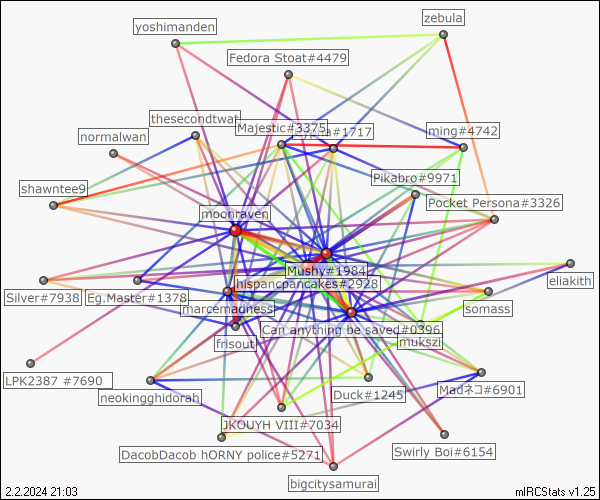 zebula
yoshimanden
Fedora Stoat#4479
thesecondtwat
Majestic#3375
#1717
ming#4742
normalwan
Pikabro#9971
shawntee9
Pocket Persona#3326
moonraven
Mushy#1984
eliakith
hispancpancakes#2928
Silver#7938
Eg.Master#1378
marcemadness
somass
Can anything be saved#0396
frisout
mukszi
LPK2387 #7690
neokingghidorah
Duck#1245
Madネコ#6901
JKOUYH VIII#7034
DacobDacob hORNY police#5271
Swirly Boi#6154
bigcitysamurai
2.2.2024 21:03
mIRCStats v1.25